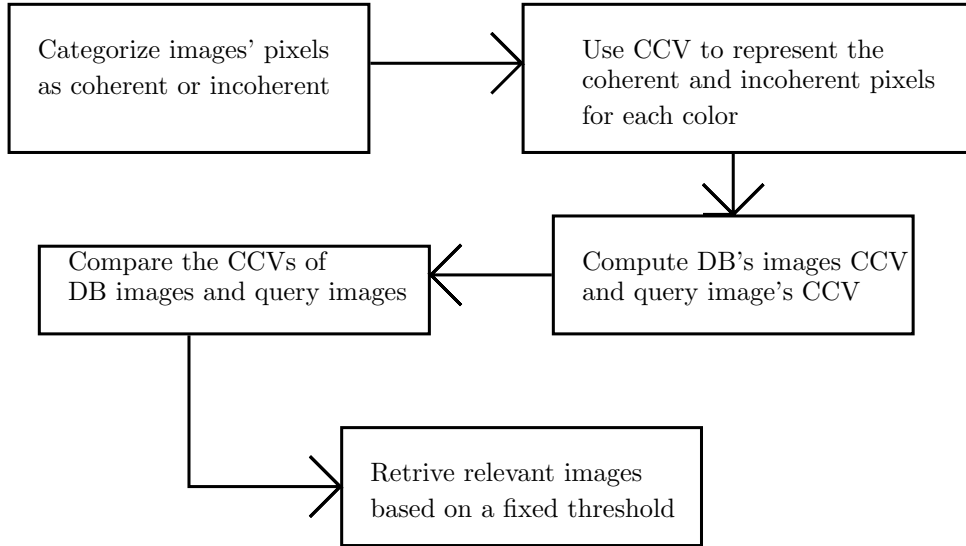 Categorize images' pixels
as coherent or incoherent
Use CCV to represent the
coherent and incoherent pixels
for each color
Compute DB's images CCV
and query image's CCV
Compare the CCVs of
DB images and query images
Retrive relevant images
based on a fixed threshold